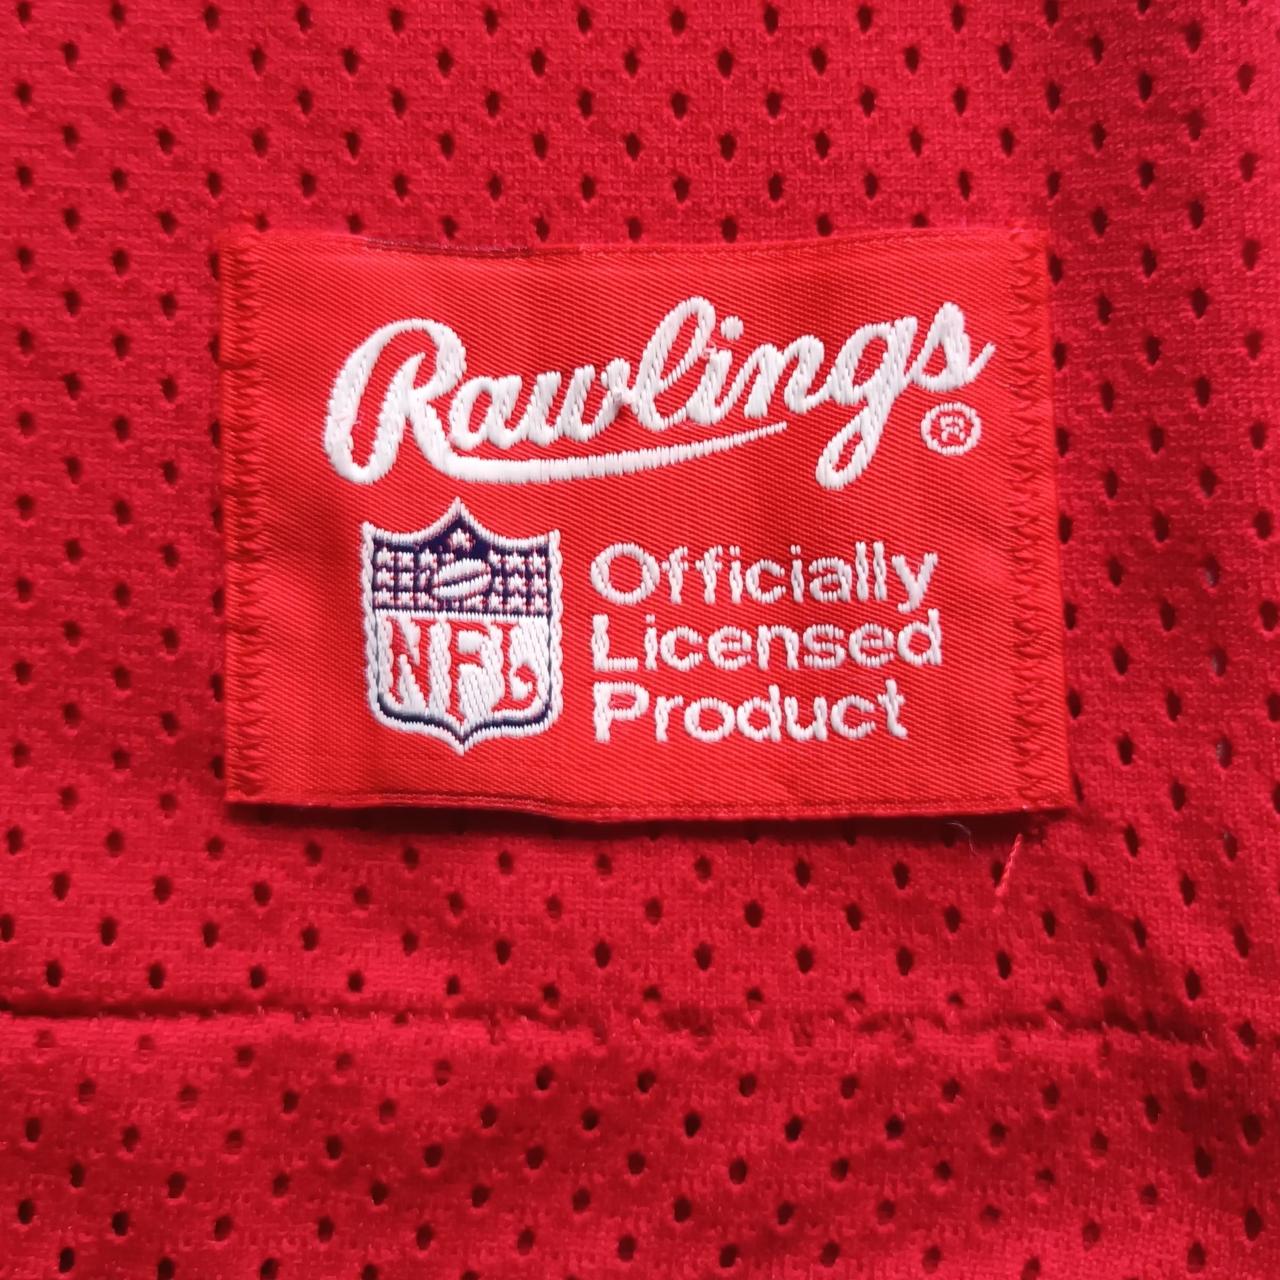 Rawlings
®
NFL
Officially
Licensed
Product